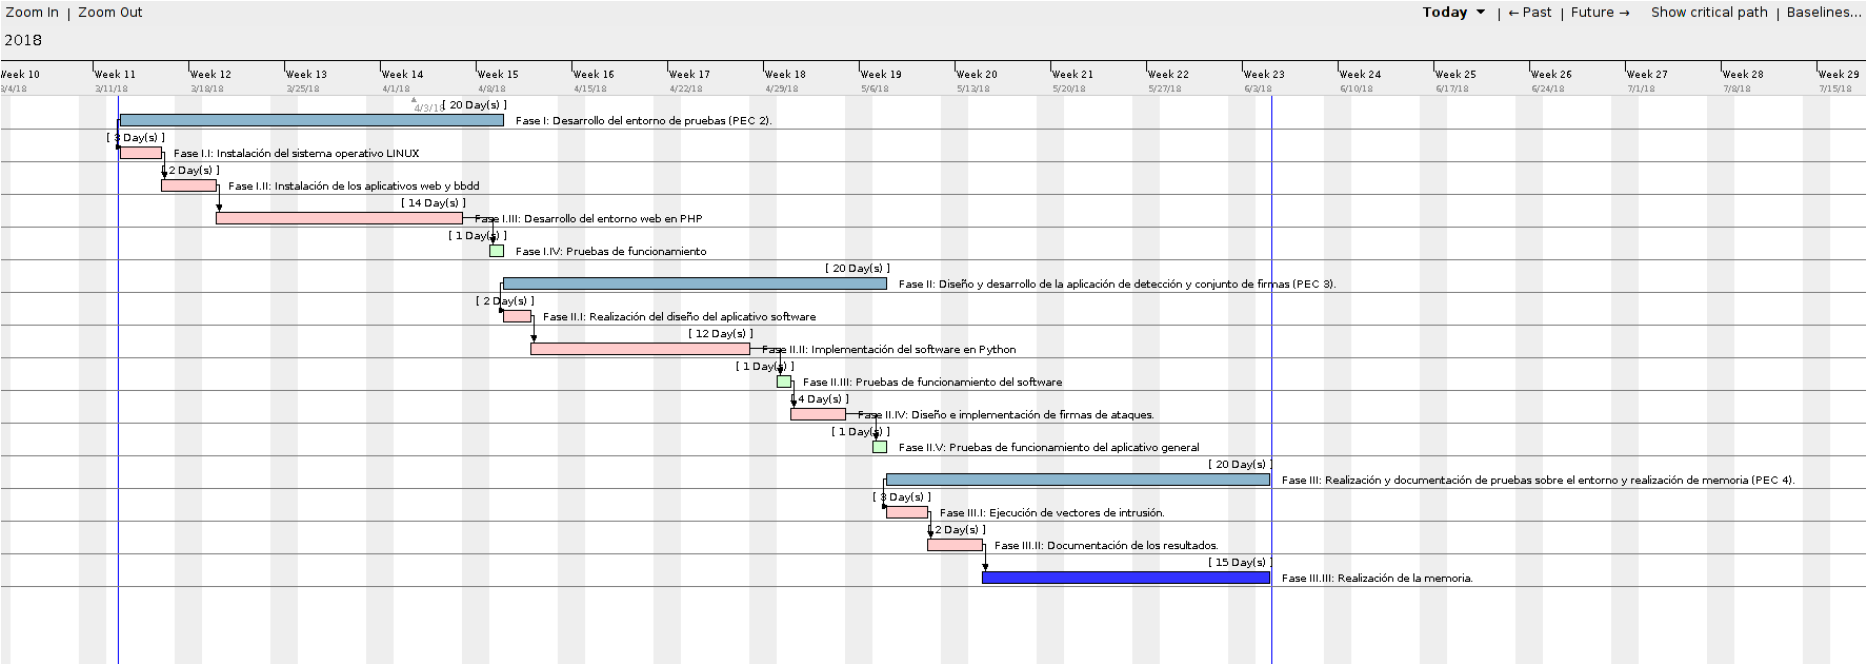 Zoom In | Zoom Out Today | ← Past | Future → Show critical path | Baselines...
2018
Week 10 Week 11 Week 12 Week 13 Week 14 Week 15 Week 16 Week 17 Week 18 Week 19 Week 20 Week 21 Week 22 Week 23 Week 24 Week 25 Week 26 Week 27 Week 28 Week 29
3/4/18 3/11/18 3/18/18 3/25/18 4/1/18 4/8/18 4/15/18 4/22/18 4/29/18 5/6/18 5/13/18 5/20/18 5/27/18 6/3/18 6/10/18 6/17/18 6/24/18 7/1/18 7/8/18 7/15/18
4/3/18 [ 20 Day(s) ]
Fase I: Desarrollo del entorno de pruebas (PEC 2).
[ 3 Day(s) ]
Fase I.I: Instalación del sistema operativo LINUX
[ 2 Day(s) ]
Fase I.II: Instalación de los aplicativos web y bbdd
[ 14 Day(s) ]
Fase I.III: Desarrollo del entorno web en PHP
[ 1 Day(s) ]
Fase I.IV: Pruebas de funcionamiento
[ 20 Day(s) ]
Fase II: Diseño y desarrollo de la aplicación de detección y conjunto de firmas (PEC 3).
[ 2 Day(s) ]
Fase II.I: Realización del diseño del aplicativo software
[ 12 Day(s) ]
Fase II.II: Implementación del software en Python
[ 1 Day(s) ]
Fase II.III: Pruebas de funcionamiento del software
[ 4 Day(s) ]
Fase II.IV: Diseño e implementación de firmas de ataques.
[ 1 Day(s) ]
Fase II.V: Pruebas de funcionamiento del aplicativo general
[ 20 Day(s) ]
Fase III: Realización y documentación de pruebas sobre el entorno y realización de memoria (PEC 4).
[ 3 Day(s) ]
Fase III.I: Ejecución de vectores de intrusión.
[ 2 Day(s) ]
Fase III.II: Documentación de los resultados.
[ 15 Day(s) ]
Fase III.III: Realización de la memoria.